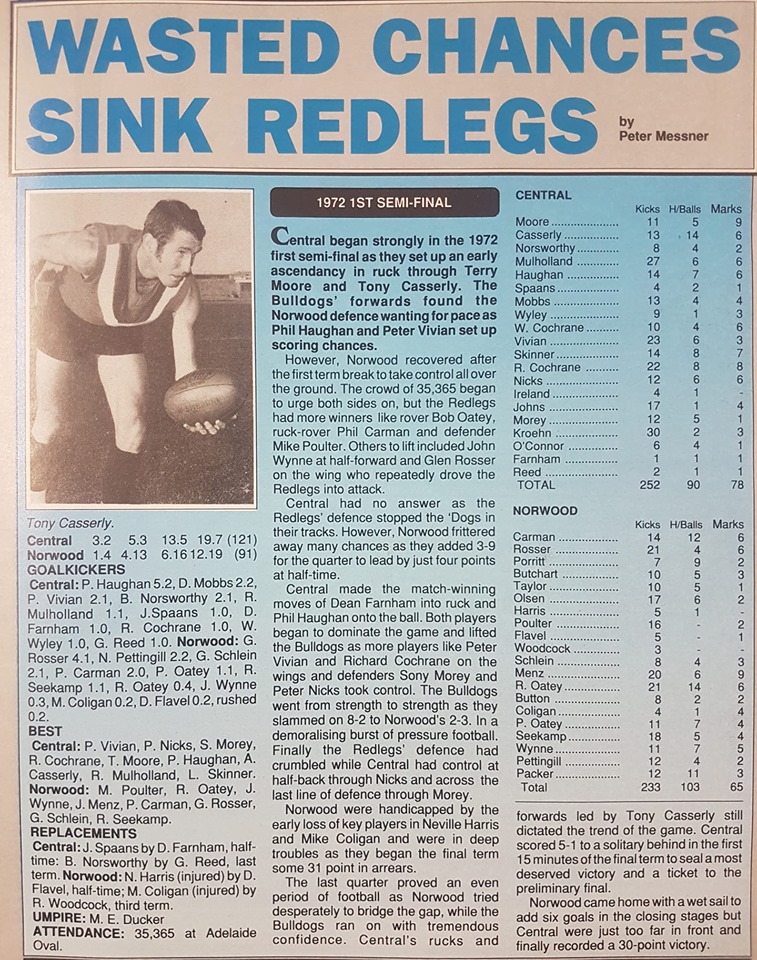 WASTED CHANCES
SINK REDLEGS
by
Peter Messner
Tony Casserly.
Central 3.2 5.3 13.5 19.7 (121)
Norwood 1.4 4.13 6.16 12.19 (91)
GOALKICKERS
Central: P. Haughan 5.2, D. Mobbs 2.2,
P. Vivian 2.1, B. Norsworthy 2.1, R.
Mulholland 1.1, J.Spaans 1.0, D.
Farnham 1.0, R. Cochrane 1.0, W.
Wyley 1.0, G. Reed 1.0. Norwood: G.
Rosser 4.1, N. Pettingill 2.2, G. Schlein
2.1, P. Carman 2.0, P. Oatey 1.1, R.
Seekamp 1.1, R. Oatey 0.4, J. Wynne
0.3, M. Coligan 0.2, D. Flavel 0.2, rushed
0.2.
BEST
Central: P. Vivian, P. Nicks, S. Morey,
R. Cochrane, T. Moore, P. Haughan, A.
Casserly, R. Mulholland, L. Skinner.
Norwood: M. Poulter, R. Oatey, J.
Wynne, J. Menz, P. Carman, G. Rosser,
G. Schlein, R. Seekamp.
REPLACEMENTS
Central: J. Spaans by D. Farnham, half-
time: B. Norsworthy by G. Reed, last
term. Norwood: N. Harris (injured) by D.
Flavel, half-time; M. Coligan (injured) by
R. Woodcock, third term.
UMPIRE: M. E. Ducker
ATTENDANCE: 35,365 at Adelaide
Oval.
1972 1ST SEMI-FINAL
Central began strongly in the 1972
first semi-final as they set up an early
ascendancy in ruck through Terry
Moore and Tony Casserly. The
Bulldogs' forwards found the
Norwood defence wanting for pace as
Phil Haughan and Peter Vivian set up
scoring chances.
However, Norwood recovered after
the first term break to take control all over
the ground. The crowd of 35,365 began
to urge both sides on, but the Redlegs
had more winners like rover Bob Oatey,
ruck-rover Phil Carman and defender
Mike Poulter. Others to lift included John
Wynne at half-forward and Glen Rosser
on the wing who repeatedly drove the
Redlegs into attack.
Central had no answer as the
Redlegs' defence stopped the 'Dogs in
their tracks. However, Norwood frittered
away many chances as they added 3-9
for the quarter to lead by just four points
at half-time.
Central made the match-winning
moves of Dean Farnham into ruck and
Phil Haughan onto the ball. Both players
began to dominate the game and lifted
the Bulldogs as more players like Peter
Vivian and Richard Cochrane on the
wings and defenders Sony Morey and
Peter Nicks took control. The Bulldogs
went from strength to strength as they
slammed on 8-2 to Norwood's 2-3. In a
demoralising burst of pressure football.
Finally the Redlegs' defence had
crumbled while Central had control at
half-back through Nicks and across the
last line of defence through Morey.
Norwood were handicapped by the
early loss of key players in Neville Harris
and Mike Coligan and were in deep
troubles as they began the final term
some 31 point in arrears.
The last quarter proved an even
period of football as Norwood tried
desperately to bridge the gap, while the
Bulldogs ran on with tremendous
confidence. Central's rucks and
CENTRAL
Kicks H/Balls Marks
Moore 11 5 9
Casserly 13 14 6
Norsworthy 8 4 2
Mulholland 27 6 6
Haughan 14 7 6
Spaans 4 2 1
Mobbs 13 4 4
Wyley 9 1 3
W. Cochrane 10 4 6
Vivian 23 6 3
Skinner 14 8 7
R. Cochrane 22 8 8
Nicks 12 6 6
Ireland 4 1 -
Johns 17 1 4
Morey 12 5 1
Kroehn 30 2 3
O'Connor 6 4 1
Farnham 1 1 1
Reed 2 1 1
TOTAL 252 90 78
NORWOOD
Kicks H/Balls Marks
Carman 14 12 6
Rosser 21 4 6
Porritt 7 9 2
Butchart 10 5 3
Taylor 10 5 1
Olsen 17 6 2
Harris 5 1 -
Poulter 16 - 2
Flavel 5 - 1
Woodcock 3 - -
Schlein 8 4 3
Menz 20 6 9
R. Oatey 21 14 6
Button 8 2 2
Coligan 4 1 4
P. Oatey 11 7 4
Seekamp 18 5 4
Wynne 11 7 5
Pettingill 12 4 2
Packer 12 11 3
Total 233 103 65
forwards led by Tony Casserly still
dictated the trend of the game. Central
scored 5-1 to a solitary behind in the first
15 minutes of the final term to seal a most
deserved victory and a ticket to the
preliminary final.
Norwood came home with a wet sail to
add six goals in the closing stages but
Central were just too far in front and
finally recorded a 30-point victory.